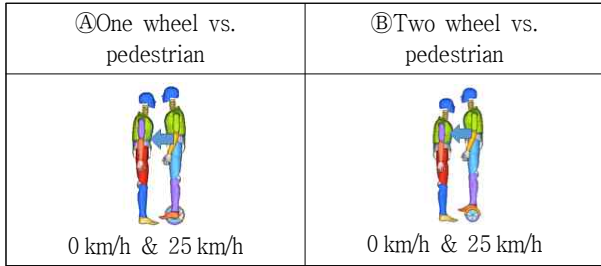 ⒶOne wheel vs.
pedestrian
ⒷTwo wheel vs.
pedestrian
0 km/h & 25 km/h
0 km/h & 25 km/h